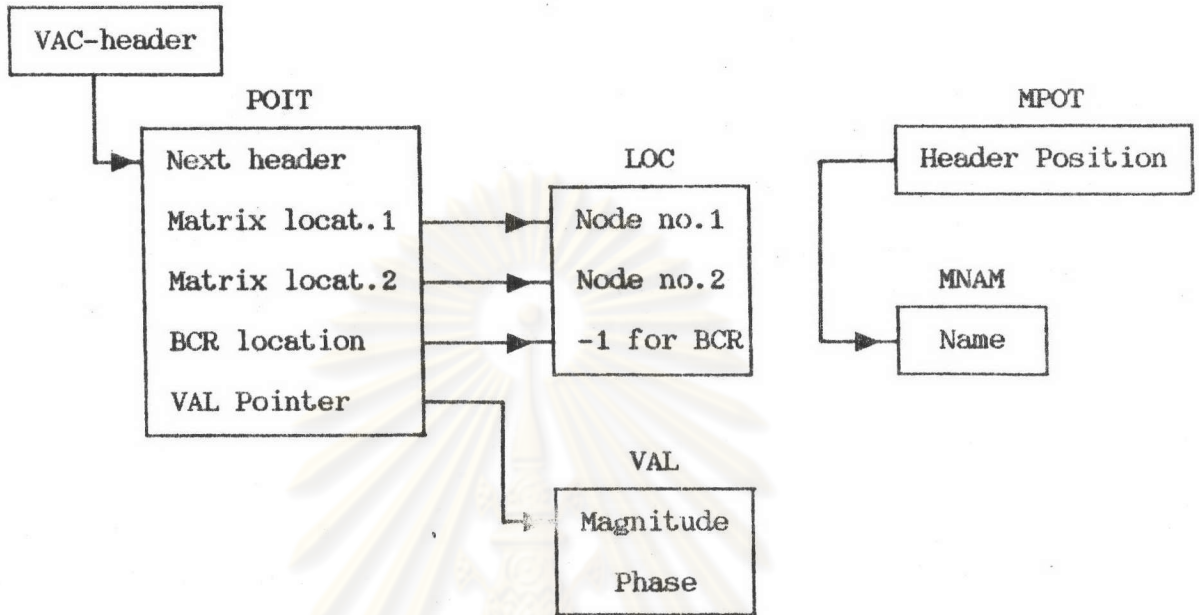 VAC-header
POIT
Next header
Matrix locat.1
Matrix locat.2
BCR location
VAL Pointer
LOC
Node no.1
Node no.2
-1 for BCR
VAL
Magnitude
Phase
MPOT
Header Position
MNAM
Name